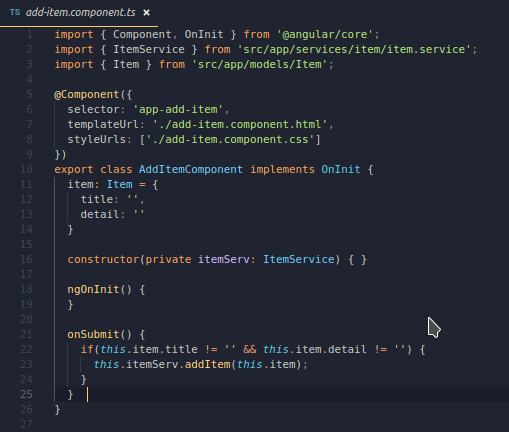 TS add-item.component.ts ×
1 import { Component, OnInit } from '@angular/core';
2 import { ItemService } from 'src/app/services/item/item.service';
3 import { Item } from 'src/app/models/Item';
4
5 @Component({
6   selector: 'app-add-item',
7   templateUrl: './add-item.component.html',
8   styleUrls: ['./add-item.component.css']
9 })
10 export class AddItemComponent implements OnInit {
11   item: Item = {
12     title: '',
13     detail: ''
14   }
15
16   constructor(private itemServ: ItemService) { }
17
18   ngOnInit() {
19   }
20
21   onSubmit() {
22     if(this.item.title != '' && this.item.detail != '') {
23       this.itemServ.addItem(this.item);
24     }
25   }
26 }
27